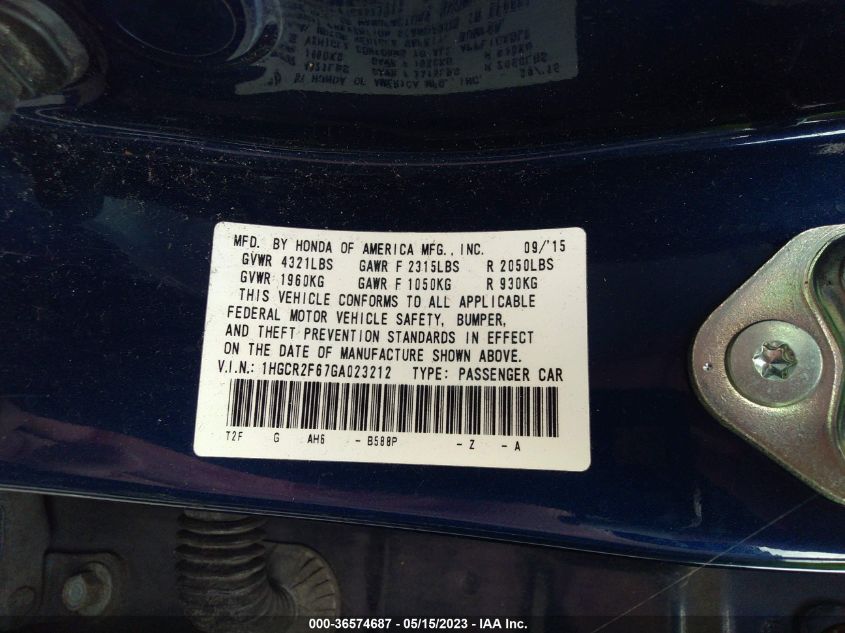 MFD. BY HONDA OF AMERICA MFG., INC. 09/'15
GVWR 4321LBS GAWR F 2315LBS R 2050LBS
GVWR 1960KG GAWR F 1050KG R 930KG
THIS VEHICLE CONFORMS TO ALL APPLICABLE
FEDERAL MOTOR VEHICLE SAFETY, BUMPER,
AND THEFT PREVENTION STANDARDS IN EFFECT
ON THE DATE OF MANUFACTURE SHOWN ABOVE.
V.I.N.: 1HGCR2F67GA023212 TYPE: PASSENGER CAR
T2F G AH6 - B588P - Z - A
000-36574687 - 05/15/2023 - IAA Inc.